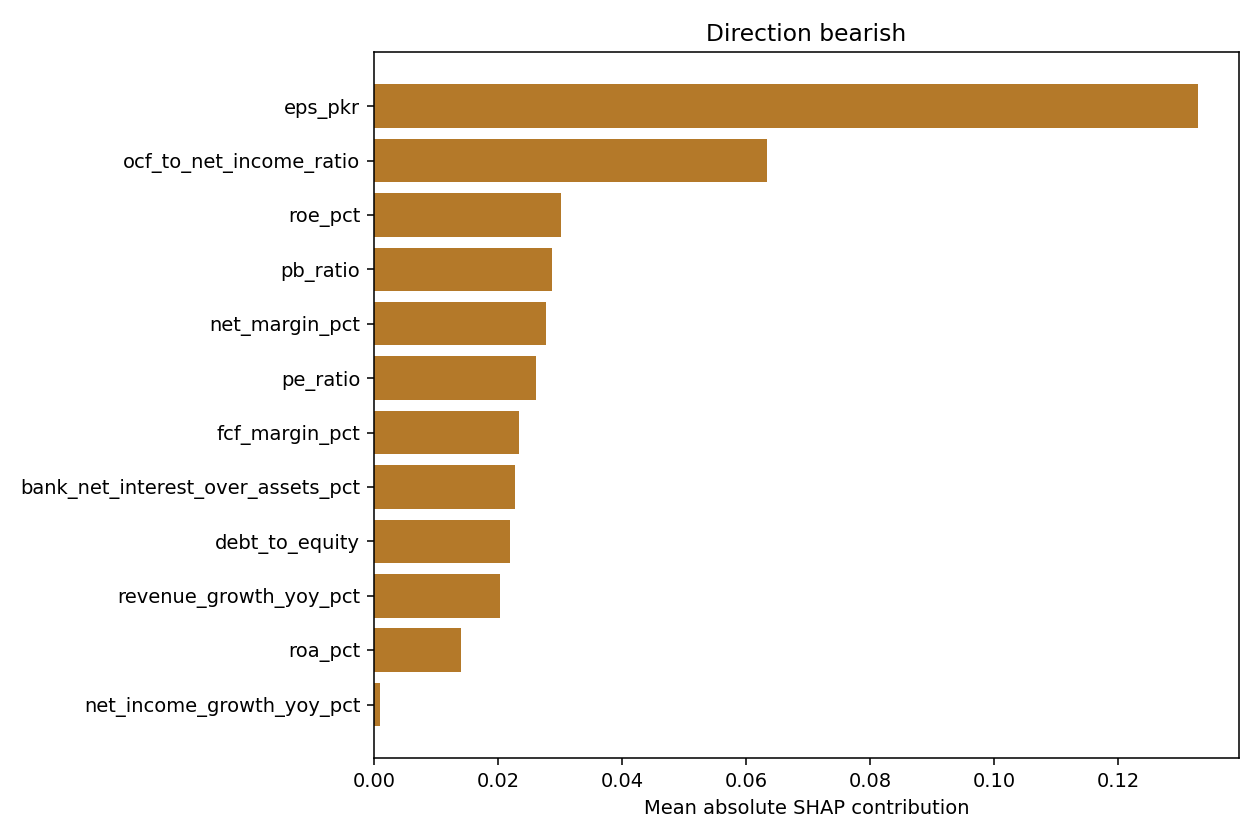 Direction bearish
eps_pkr
ocf_to_net_income_ratio
roe_pct
pb_ratio
net_margin_pct
pe_ratio
fcf_margin_pct
bank_net_interest_over_assets_pct
debt_to_equity
revenue_growth_yoy_pct
roa_pct
net_income_growth_yoy_pct
0.00 0.02 0.04 0.06 0.08 0.10 0.12
Mean absolute SHAP contribution